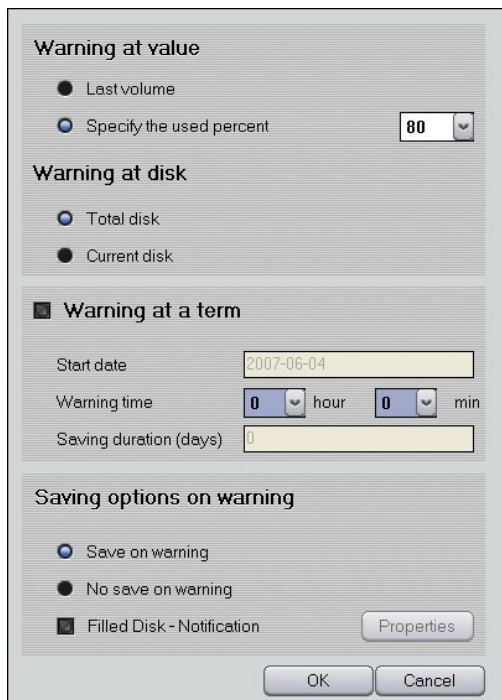 Warning at value
Last volume
Specify the used percent 80
Warning at disk
Total disk
Current disk
Warning at a term
Start date 2007-06-04
Warning time 0 hour 0 min
Saving duration (days) 0
Saving options on warning
Save on warning
No save on warning
Filled Disk - Notification Properties
OK Cancel